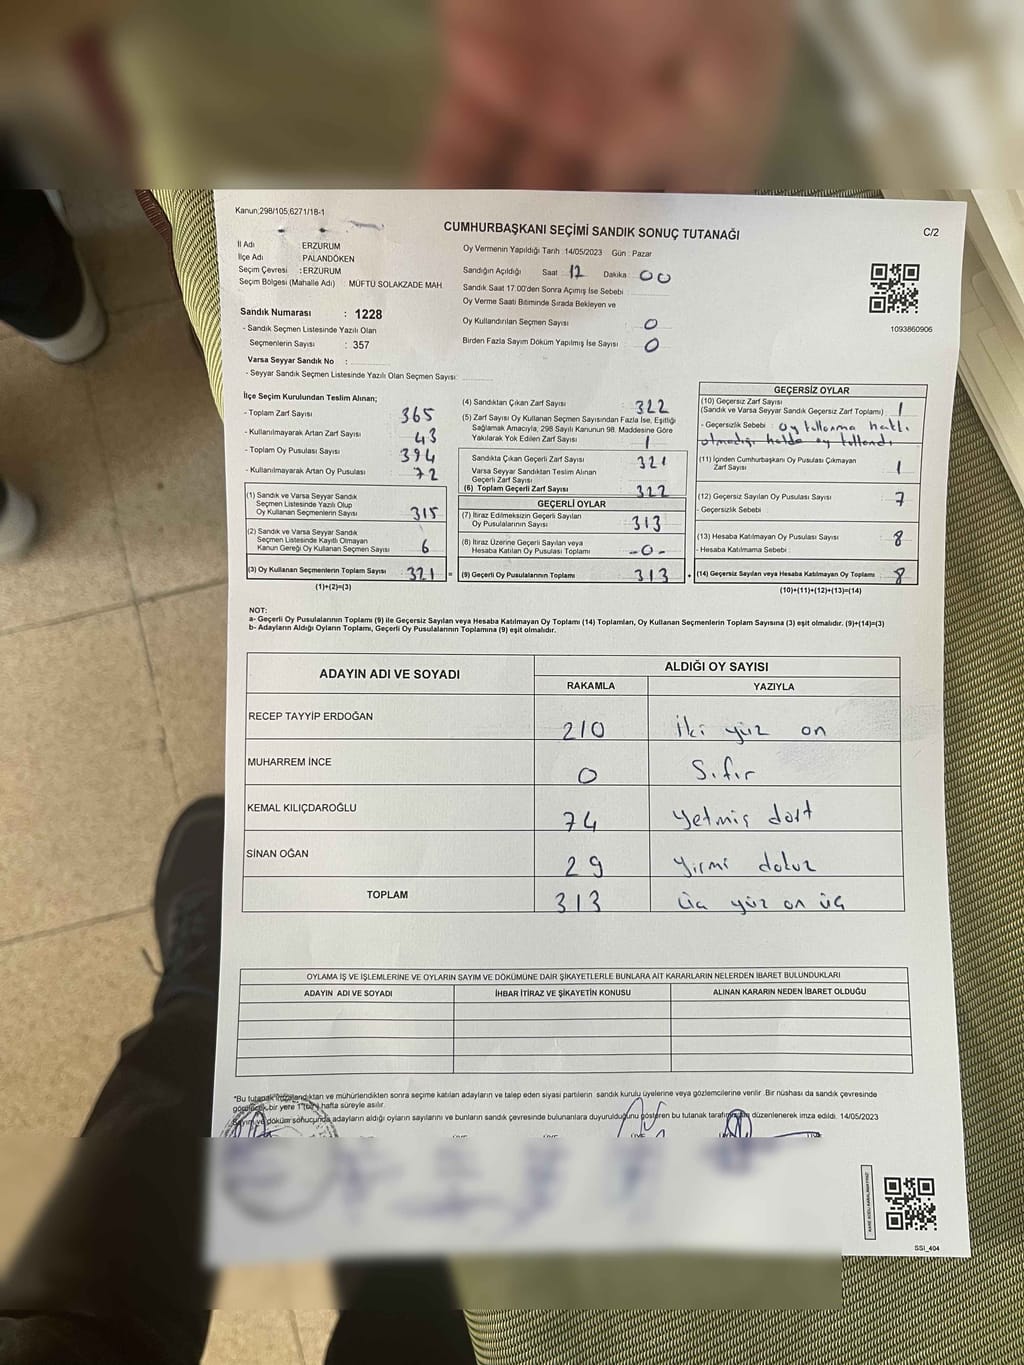 Kanun;298/105,6271/18-1
CUMHURBAŞKANI SEÇİMİ SANDIK SONUÇ TUTANAĞI
C/2
İl Adı : ERZURUM
İlçe Adı : PALANDÖKEN
Seçim Çevresi : ERZURUM
Seçim Bölgesi (Mahalle Adı) : MÜFTÜ SOLAKZADE MAH.
Sandık Numarası : 1228
- Sandık Seçmen Listesinde Yazılı Olan
Seçmenlerin Sayısı : 357
Varsa Seyyar Sandık No :
- Seyyar Sandık Seçmen Listesinde Yazılı Olan Seçmen Sayısı:
Oy Vermenin Yapıldığı Tarih : 14/05/2023 Gün : Pazar
Sandığın Açıldığı Saat 12 Dakika : 00
Sandık Saat 17:00'den Sonra Açımış İse Sebebi :
Oy Verme Saati Bitiminde Sırada Bekleyen ve
Oy Kullandırılan Seçmen Sayısı : 0
Birden Fazla Sayım Döküm Yapılmış İse Sayısı : 0
1093860906
İlçe Seçim Kurulundan Teslim Alınan;
- Toplam Zarf Sayısı : 365
- Kullanılmayarak Artan Zarf Sayısı : 43
- Toplam Oy Pusulası Sayısı : 394
- Kullanılmayarak Artan Oy Pusulası : 72
(1) Sandık ve Varsa Seyyar Sandık
Seçmen Listesinde Yazılı Olup
Oy Kullanan Seçmenlerin Sayısı : 315
(2) Sandık ve Varsa Seyyar Sandık
Seçmen Listesinde Kayıtlı Olmayan
Kanun Gereği Oy Kullanan Seçmen Sayısı : 6
(3) Oy Kullanan Seçmenlerin Toplam Sayısı : 321 =
(1)+(2)=(3)
(4) Sandıktan Çıkan Zarf Sayısı : 322
(5) Zarf Sayısı Oy Kullanan Seçmen Sayısından Fazla İse, Eşitliği
Sağlamak Amacıyla, 298 Sayılı Kanunun 98. Maddesine Göre
Yakılarak Yok Edilen Zarf Sayısı : 1
Sandıkta Çıkan Geçerli Zarf Sayısı : 321
Varsa Seyyar Sandıktan Teslim Alınan
Geçerli Zarf Sayısı :
(6) Toplam Geçerli Zarf Sayısı : 322
GEÇERLİ OYLAR
(7) İtiraz Edilmeksizin Geçerli Sayılan
Oy Pusulalarının Sayısı : 313
(8) İtiraz Üzerine Geçerli Sayılan veya
Hesaba Katılan Oy Pusulası Toplamı : -0-
(9) Geçerli Oy Pusulalarının Toplamı : 313 +
GEÇERSİZ OYLAR
(10) Geçersiz Zarf Sayısı;
(Sandık ve Varsa Seyyar Sandık Geçersiz Zarf Toplamı) : 1
- Geçersizlik Sebebi : oy kullanma hakkı
olmadığı halde oy kullandı
(11) İçinden Cumhurbaşkanı Oy Pusulası Çıkmayan
Zarf Sayısı : 1
(12) Geçersiz Sayılan Oy Pusulası Sayısı : 7
- Geçersizlik Sebebi :
(13) Hesaba Katılmayan Oy Pusulası Sayısı : 8
- Hesaba Katılmama Sebebi :
(14) Geçersiz Sayılan veya Hesaba Katılmayan Oy Toplamı : 8
(10)+(11)+(12)+(13)=(14)
NOT:
a- Geçerli Oy Pusulalarının Toplamı (9) ile Geçersiz Sayılan veya Hesaba Katılmayan Oy Toplamı (14) Toplamları, Oy Kullanan Seçmenlerin Toplam Sayısına (3) eşit olmalıdır. (9)+(14)=(3)
b- Adayların Aldığı Oyların Toplamı, Geçerli Oy Pusulalarının Toplamına (9) eşit olmalıdır.
ADAYIN ADI VE SOYADI
ALDIĞI OY SAYISI
RAKAMLA YAZIYLA
RECEP TAYYİP ERDOĞAN 210 İki yüz on
MUHARREM İNCE 0 Sıfır
KEMAL KILIÇDAROĞLU 74 yetmiş dört
SİNAN OĞAN 29 yirmi dokuz
TOPLAM 313 üç yüz on üç
OYLAMA İŞ VE İŞLEMLERİNE VE OYLARIN SAYIM VE DÖKÜMÜNE DAİR ŞİKAYETLERLE BUNLARA AİT KARARLARIN NELERDEN İBARET BULUNDUKLARI
ADAYIN ADI VE SOYADI İHBAR İTİRAZ VE ŞİKAYETİN KONUSU ALINAN KARARIN NEDEN İBARET OLDUĞU
*Bu tutanak imzalandıktan ve mühürlendikten sonra seçime katılan adayların ve talep eden siyasi partilerin sandık kurulu üyelerine veya gözlemcilerine verilir. Bir nüshası da sandık çevresinde
görülecek bir yere 1 (bir) hafta süreyle asılır.
Sayım ve döküm sonucunda adayların aldığı oyların sayılarını ve bunların sandık çevresinde bulunanlara duyurulduğunu gösteren bu tutanak tarafımızdan düzenlenerek imza edildi. 14/05/2023
SSI_404